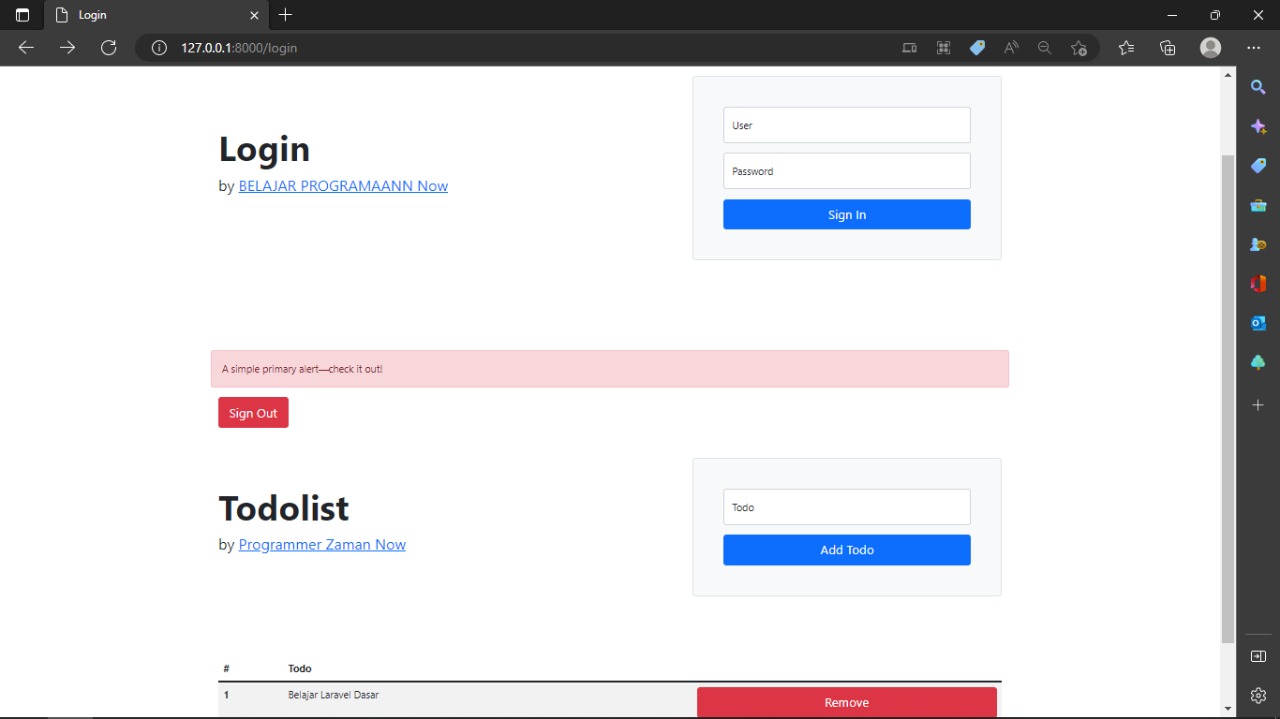 Login
127.0.0.1:8000/login
Login
by BELAJAR PROGRAMAANN Now
User
Password
Sign In
A simple primary alert—check it out!
Sign Out
Todolist
by Programmer Zaman Now
Todo
Add Todo
# Todo
1 Belajar Laravel Dasar Remove